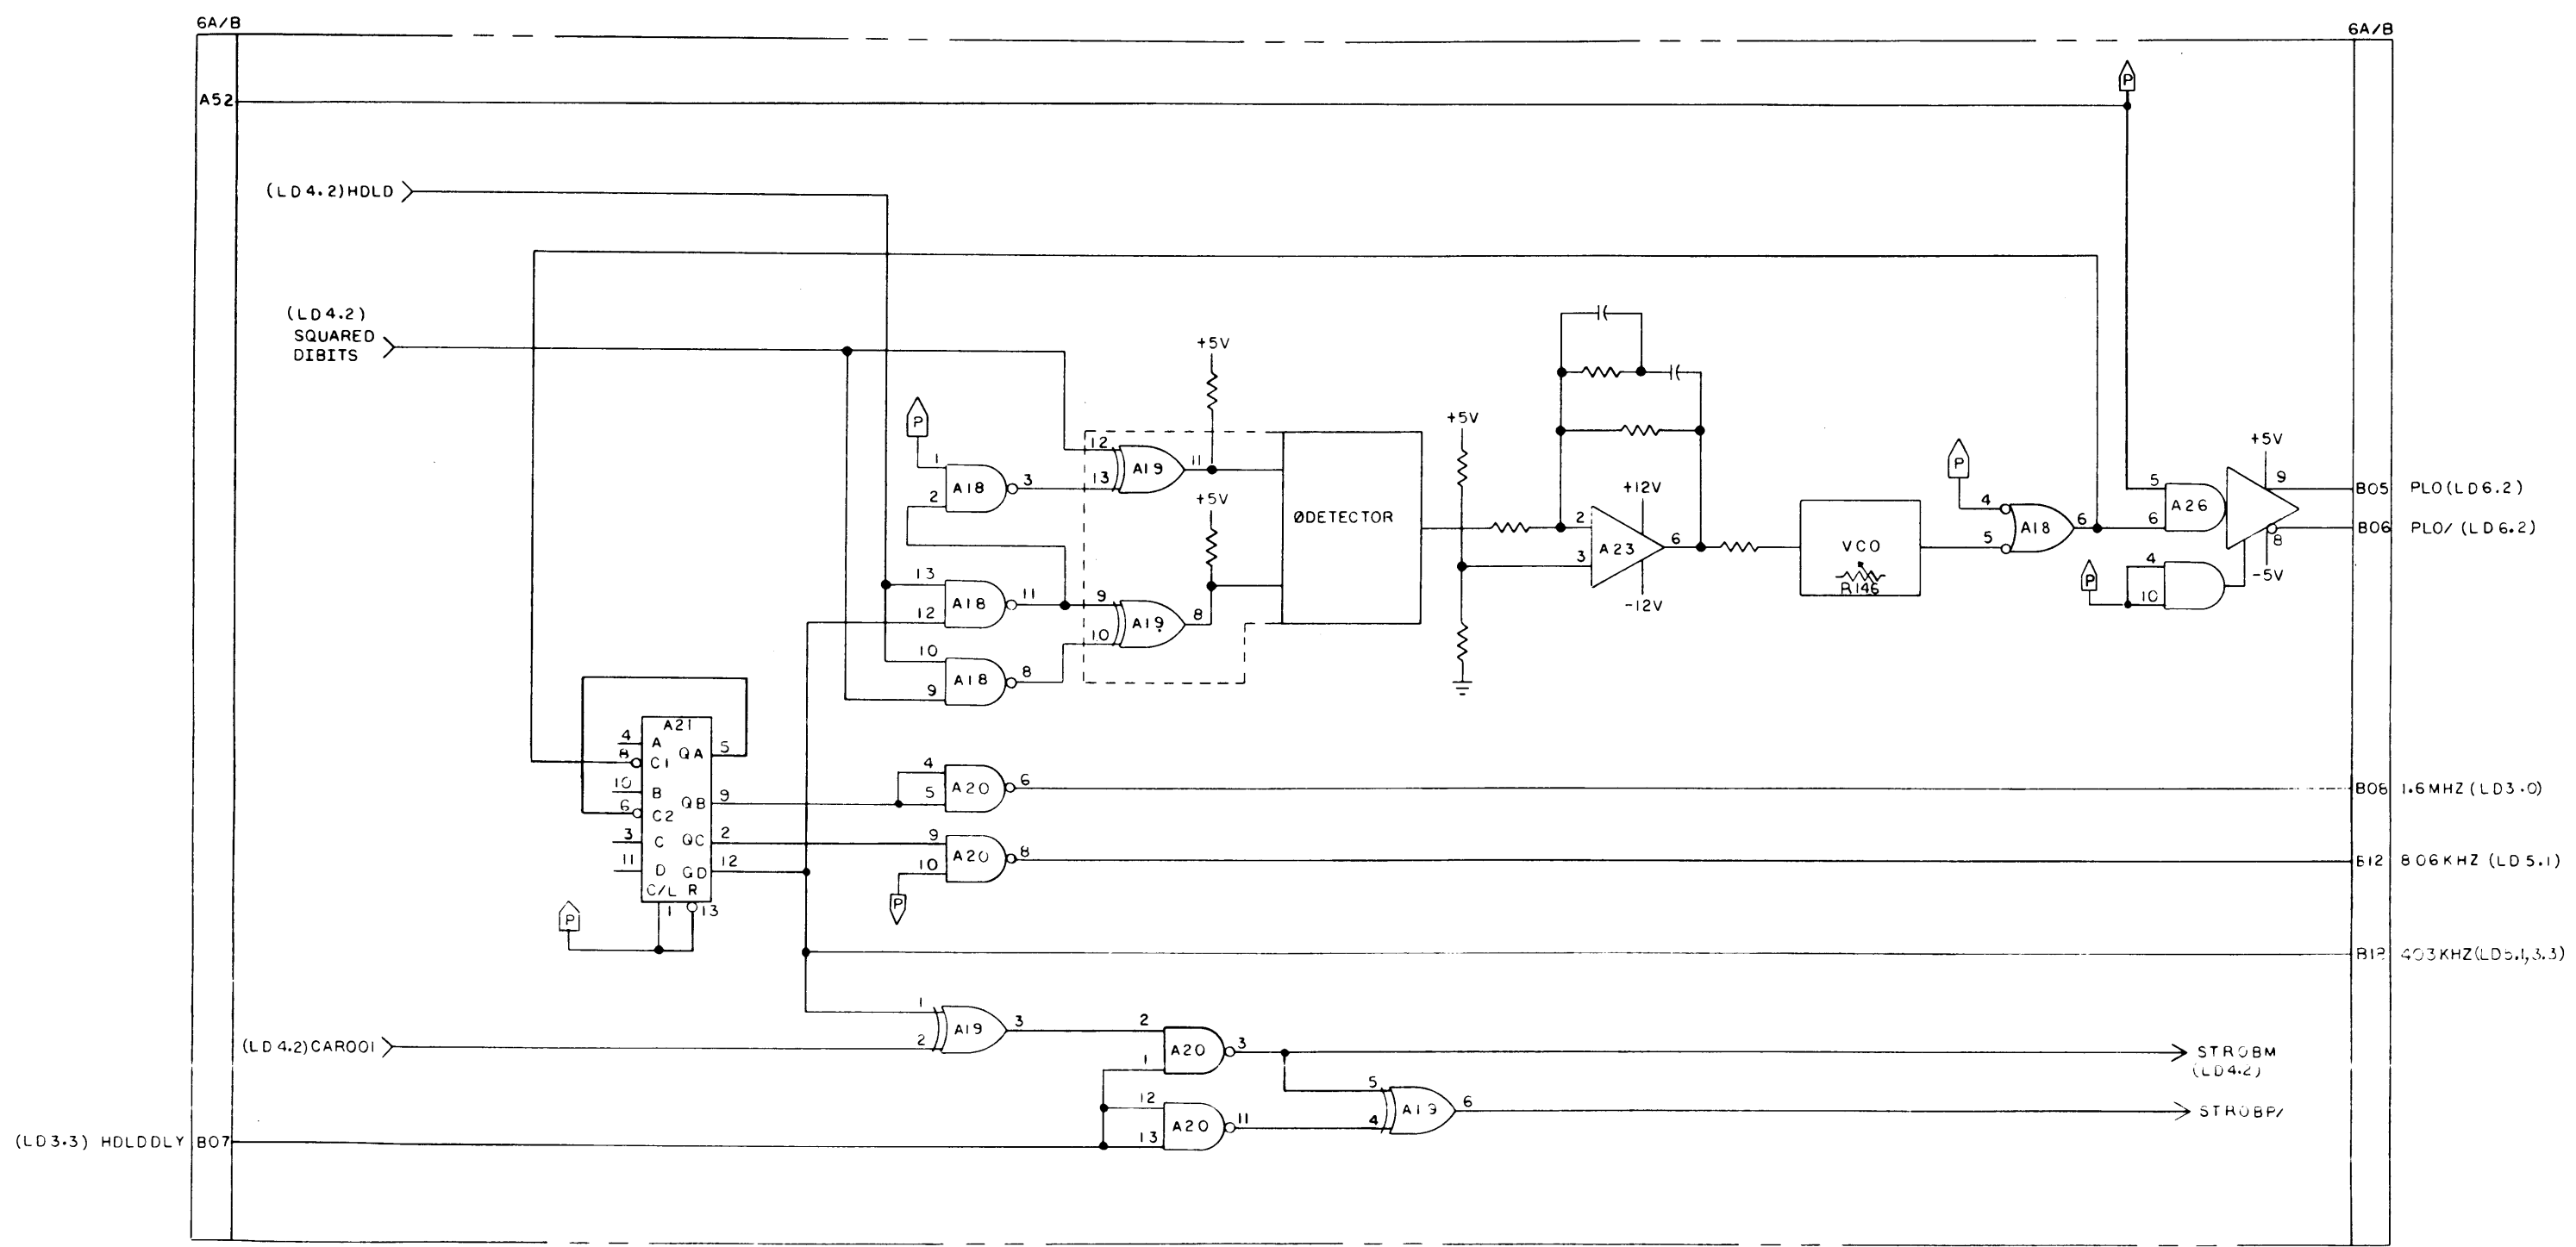 6A/B
6A/B
P
A52
(LD4.2)HDLD
(LD4.2)
SQUARED
DIBITS
+5V
P
1
2
A18
3
12
13
A19
11
+5V
13
12
A18
11
9
10
A19
8
10
9
A18
8
ØDETECTOR
+5V
2
3
A23
6
+12V
-12V
VCO
R146
P
4
5
A18
6
5
6
A26
+5V
9
8
-5V
P
4
10
B05 PLO(LD6.2)
B06 PLO/ (LD6.2)
A21
4
A
QA
5
8
C1
10
B
QB
9
6
C2
3
C
QC
2
11
D
12
C/L R
1
13
P
4
5
A20
6
1.6MHZ(LD3.0)
9
10
A20
8
P
806KHZ (LD5.1)
1
2
A19
3
(LD4.2)CAR001
2
1
A20
3
STROBM
(LD4.2)
12
13
A20
11
5
4
A19
6
STROBP/
(LD3.3) HDLDDLY B07